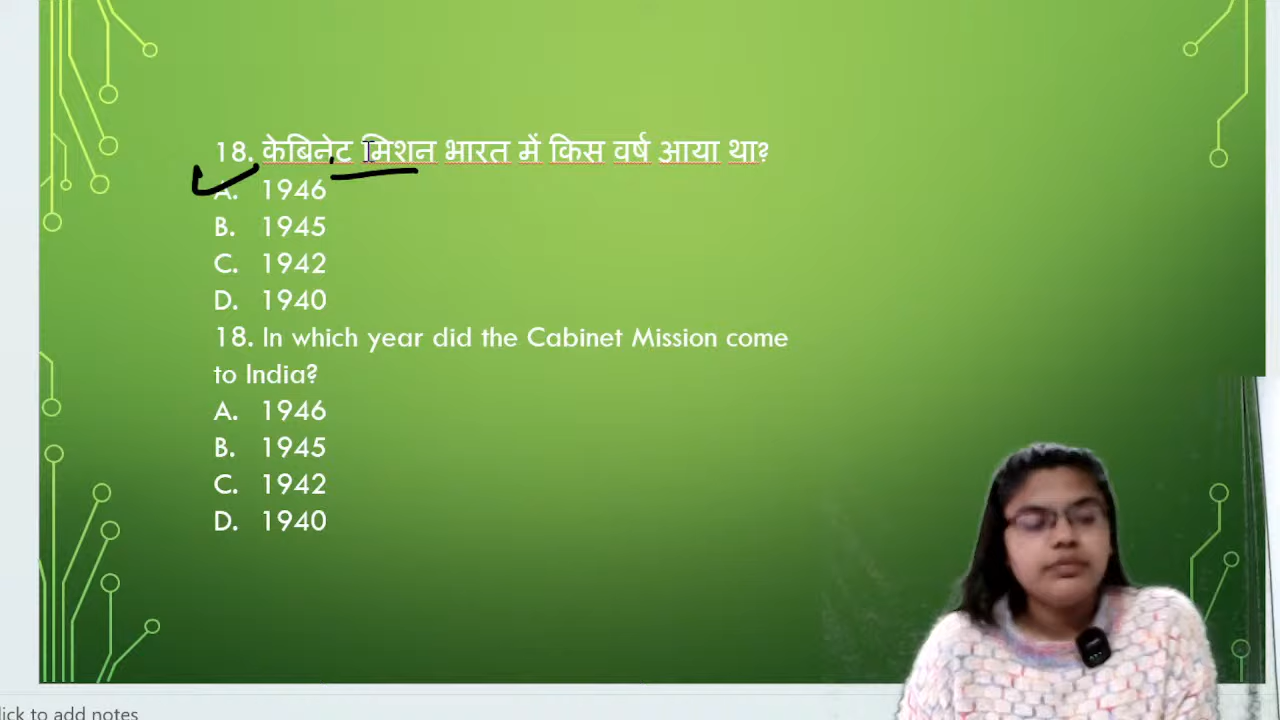 18. केबिनेट मिशन भारत में किस वर्ष आया था?
A. 1946
B. 1945
C. 1942
D. 1940
18. In which year did the Cabinet Mission come
to India?
A. 1946
B. 1945
C. 1942
D. 1940
lick to add notes